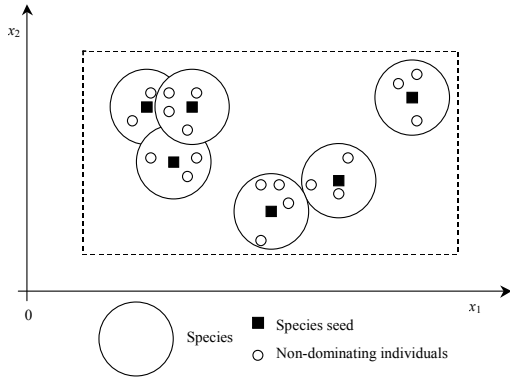 x2
x1
0
Species
Species seed
Non-dominating individuals